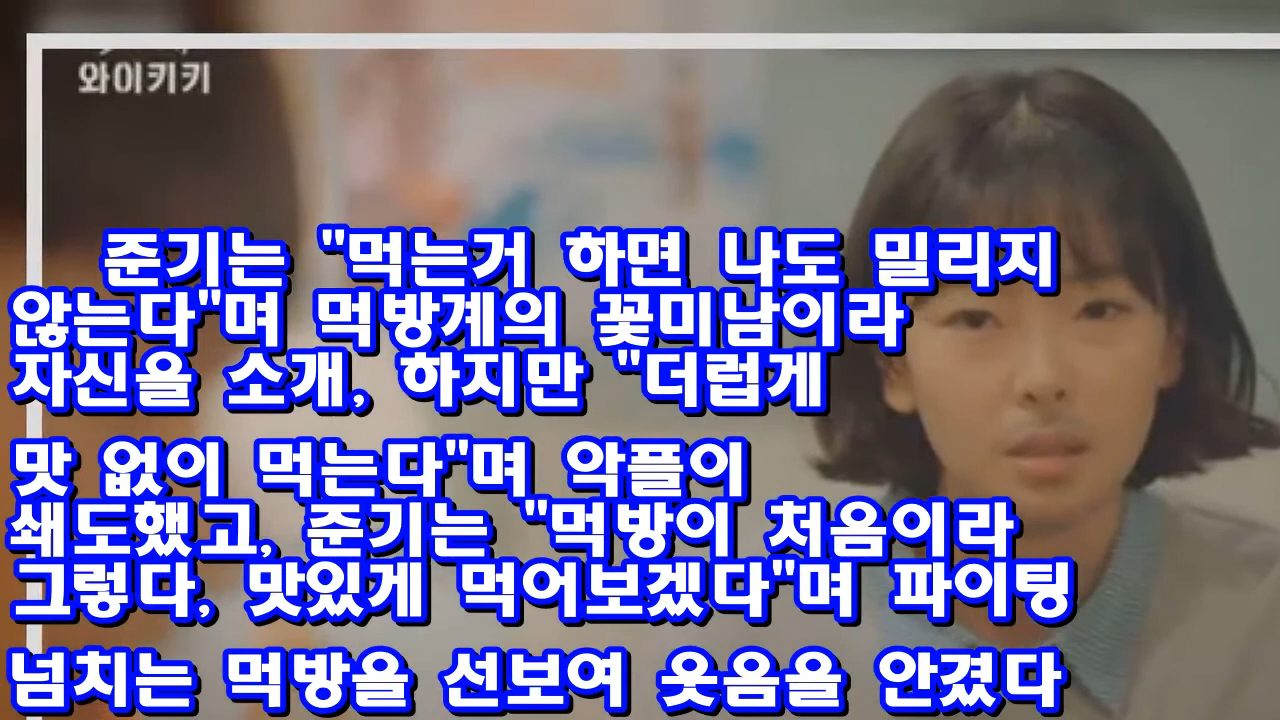 와이키키
준기는 "먹는거 하면 나도 밀리지
않는다"며 먹방계의 꽃미남이라
자신을 소개, 하지만 "더럽게
맛 없이 먹는다"며 악플이
쇄도했고, 준기는 "먹방이 처음이라
그렇다, 맛있게 먹어보겠다"며 파이팅
넘치는 먹방을 선보여 웃음을 안겼다